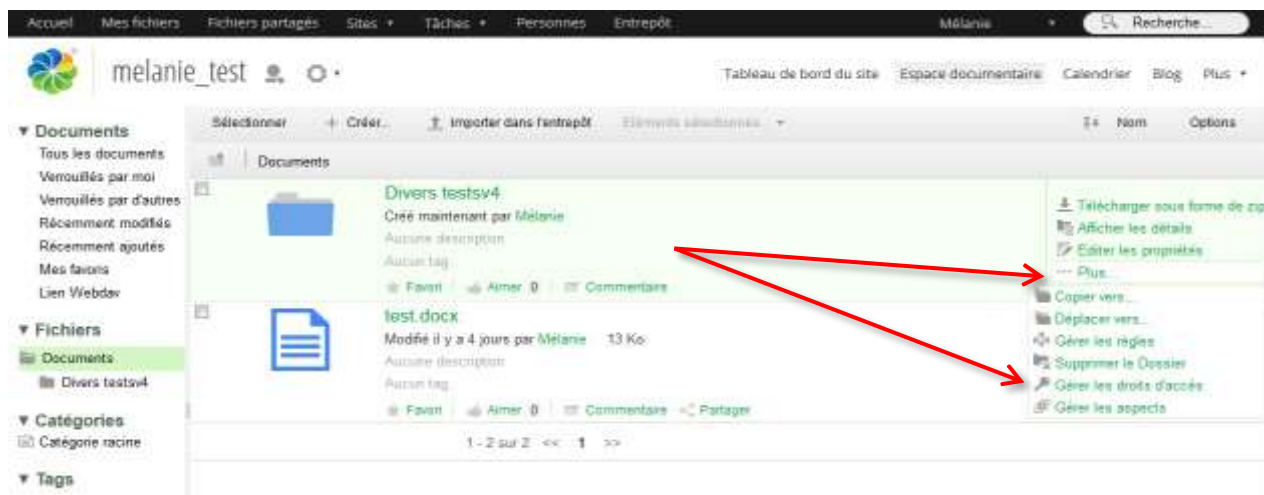 Accueil Mes fichiers Fichiers partagés Sites Tâches Personnes Entrepôt Mélanie Recherche...
melanie_test Tableau de bord du site Espace documentaire Calendrier Blog Plus
Sélectionner + Créer... Importer dans l'entrepôt Eléments sélectionnés... Nom Options
Documents
▼ Documents
Tous les documents
Verrouillés par moi
Verrouillés par d'autres
Récemment modifiés
Récemment ajoutés
Mes favoris
Lien Webdav
▼ Fichiers
Documents
Divers testsv4
▼ Catégories
Catégorie racine
▼ Tags
Divers testsv4
Créé maintenant par Mélanie
Aucune description
Aucun tag
Favori Aimer 0 Commentaire
test.docx
Modifié il y a 4 jours par Mélanie 13 Ko
Aucune description
Aucun tag
Favori Aimer 0 Commentaire Partager
1 - 2 sur 2 << 1 >>
Télécharger sous forme de zip
Afficher les détails
Editer les propriétés
Plus...
Copier vers...
Déplacer vers...
Gérer les règles
Supprimer le Dossier
Gérer les droits d'accès
Gérer les aspects